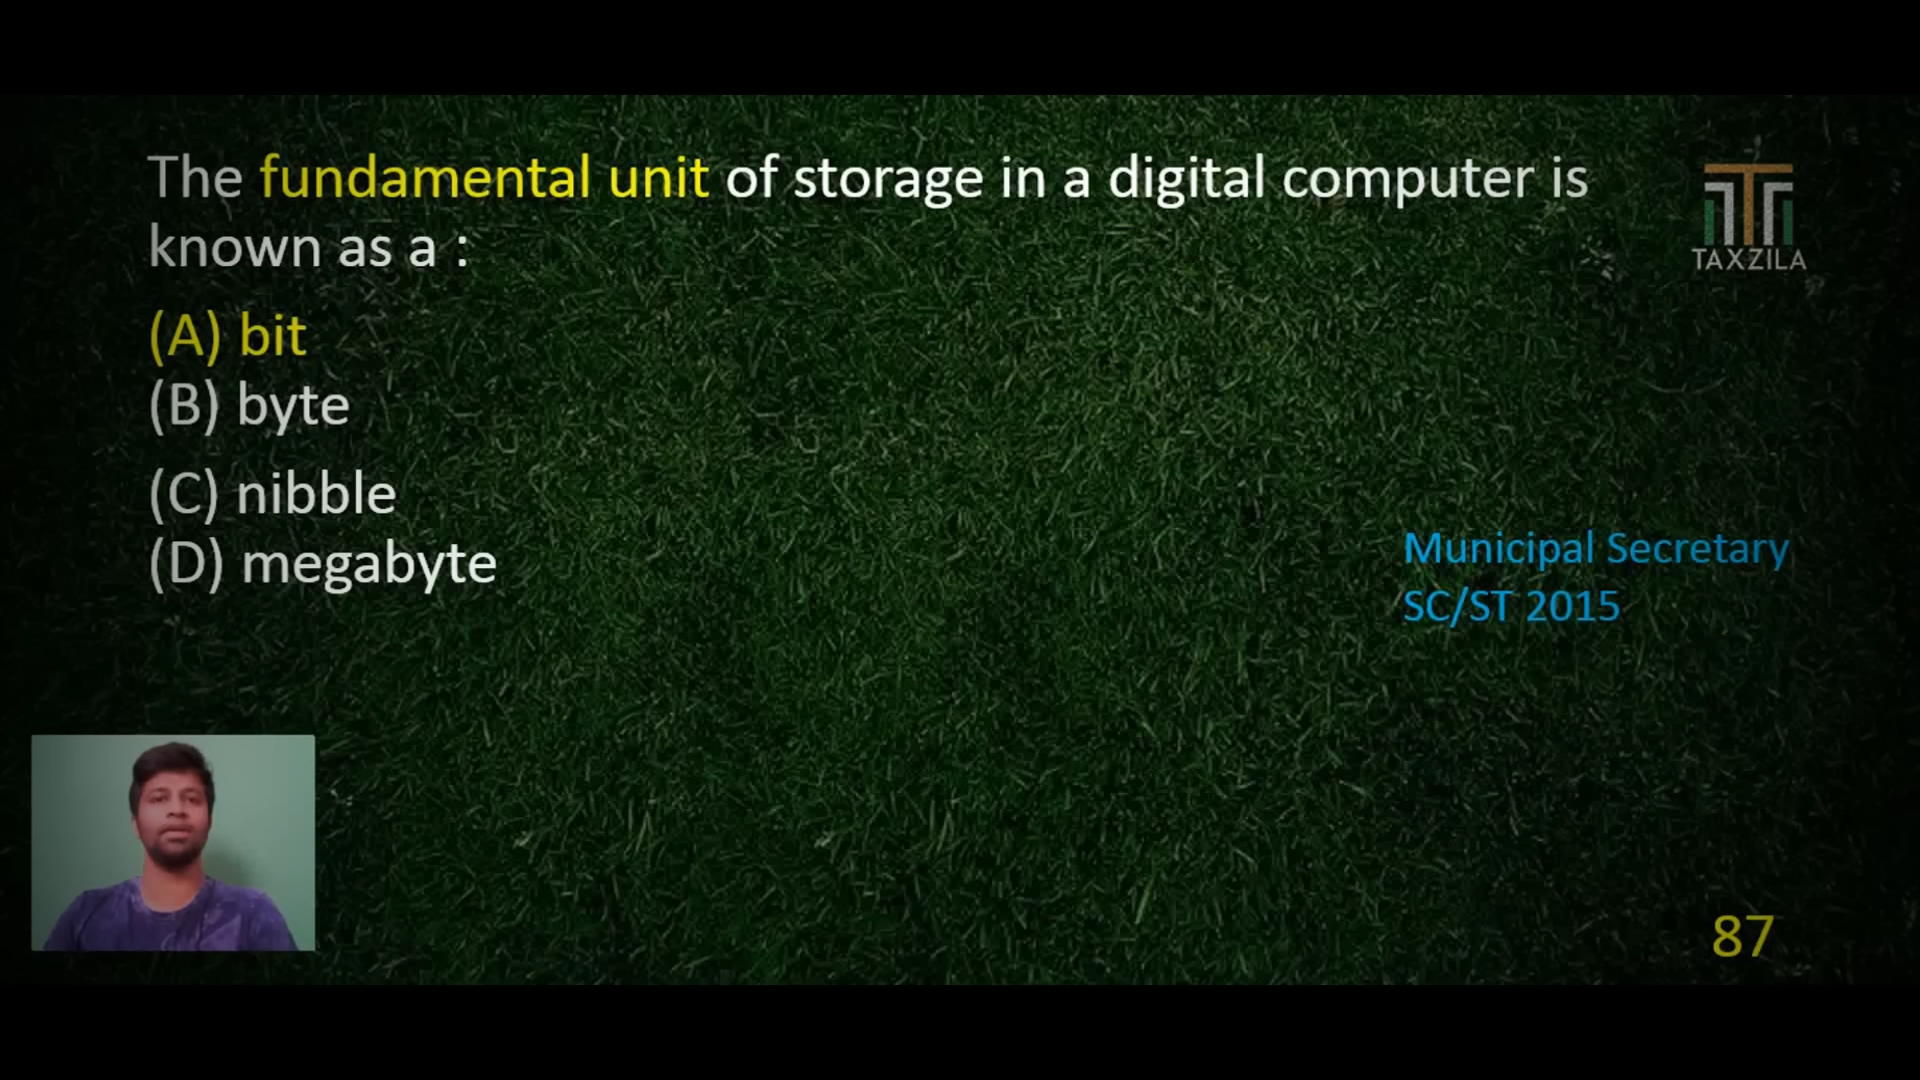 The fundamental unit of storage in a digital computer is
known as a :
TAXZILA
(A) bit
(B) byte
(C) nibble
(D) megabyte
Municipal Secretary
SC/ST 2015
87